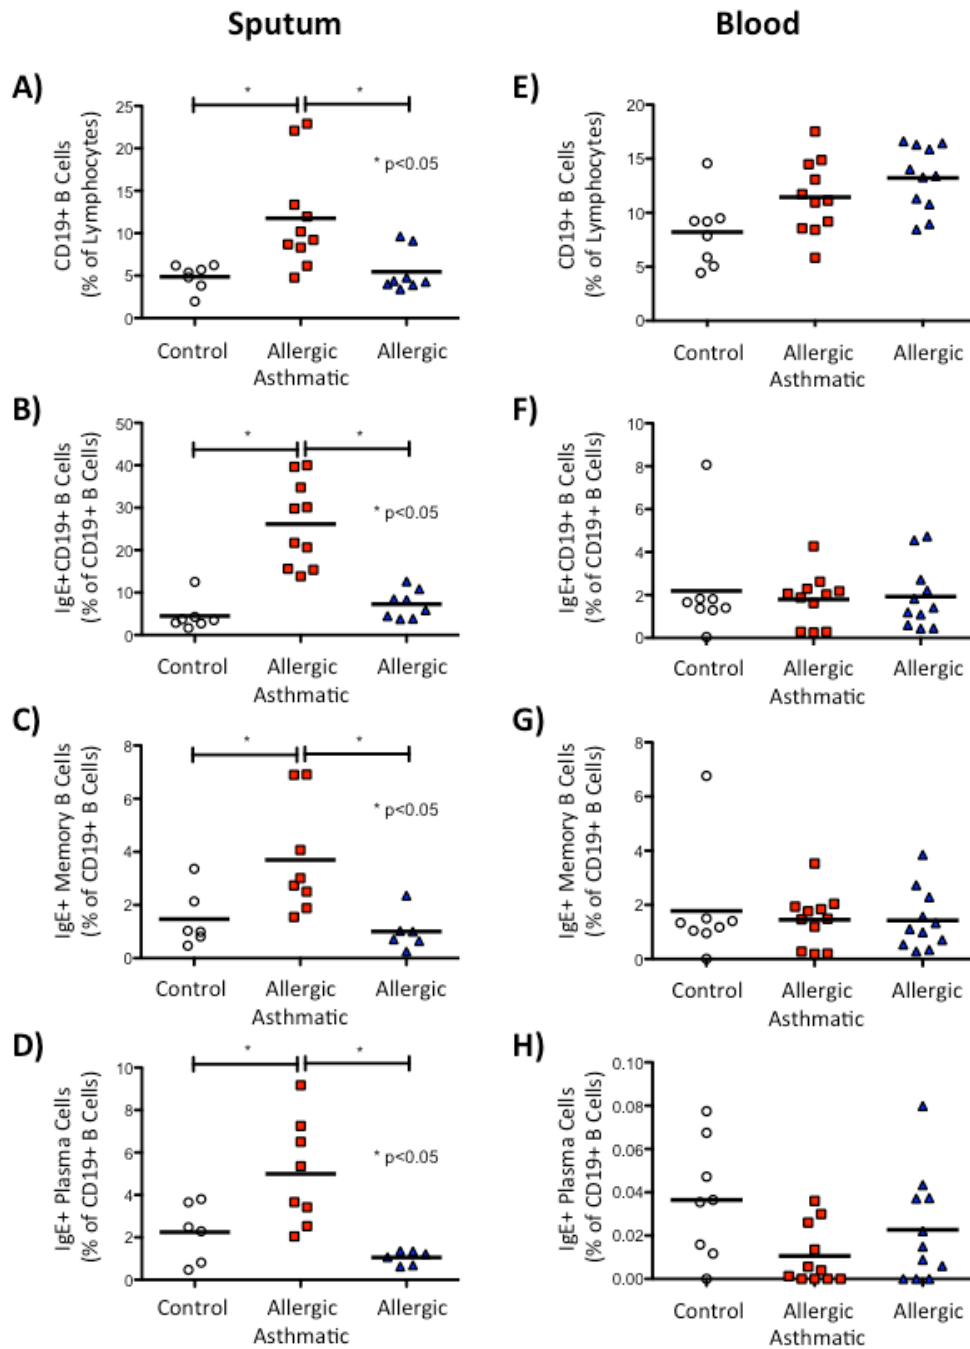 Sputum
Blood
A)
CD19+ B Cells
(% of Lymphocytes)
25
20
15
10
5
0
*
*
* p<0.05
Control
Allergic
Asthmatic
Allergic
E)
CD19+ B Cells
(% of Lymphocytes)
20
15
10
5
0
Control
Allergic
Asthmatic
Allergic
B)
IgE+CD19+ B Cells
(% of CD19+ B Cells)
50
40
30
20
10
0
*
*
* p<0.05
Control
Allergic
Asthmatic
Allergic
F)
IgE+CD19+ B Cells
(% of CD19+ B Cells)
10
8
6
4
2
0
Control
Allergic
Asthmatic
Allergic
C)
IgE+ Memory B Cells
(% of CD19+ B Cells)
8
6
4
2
0
*
*
* p<0.05
Control
Allergic
Asthmatic
Allergic
G)
IgE+ Memory B Cells
(% of CD19+ B Cells)
8
6
4
2
0
Control
Allergic
Asthmatic
Allergic
D)
IgE+ Plasma Cells
(% of CD19+ B Cells)
10
8
6
4
2
0
*
*
* p<0.05
Control
Allergic
Asthmatic
Allergic
H)
IgE+ Plasma Cells
(% of CD19+ B Cells)
0.10
0.08
0.06
0.04
0.02
0.00
Control
Allergic
Asthmatic
Allergic